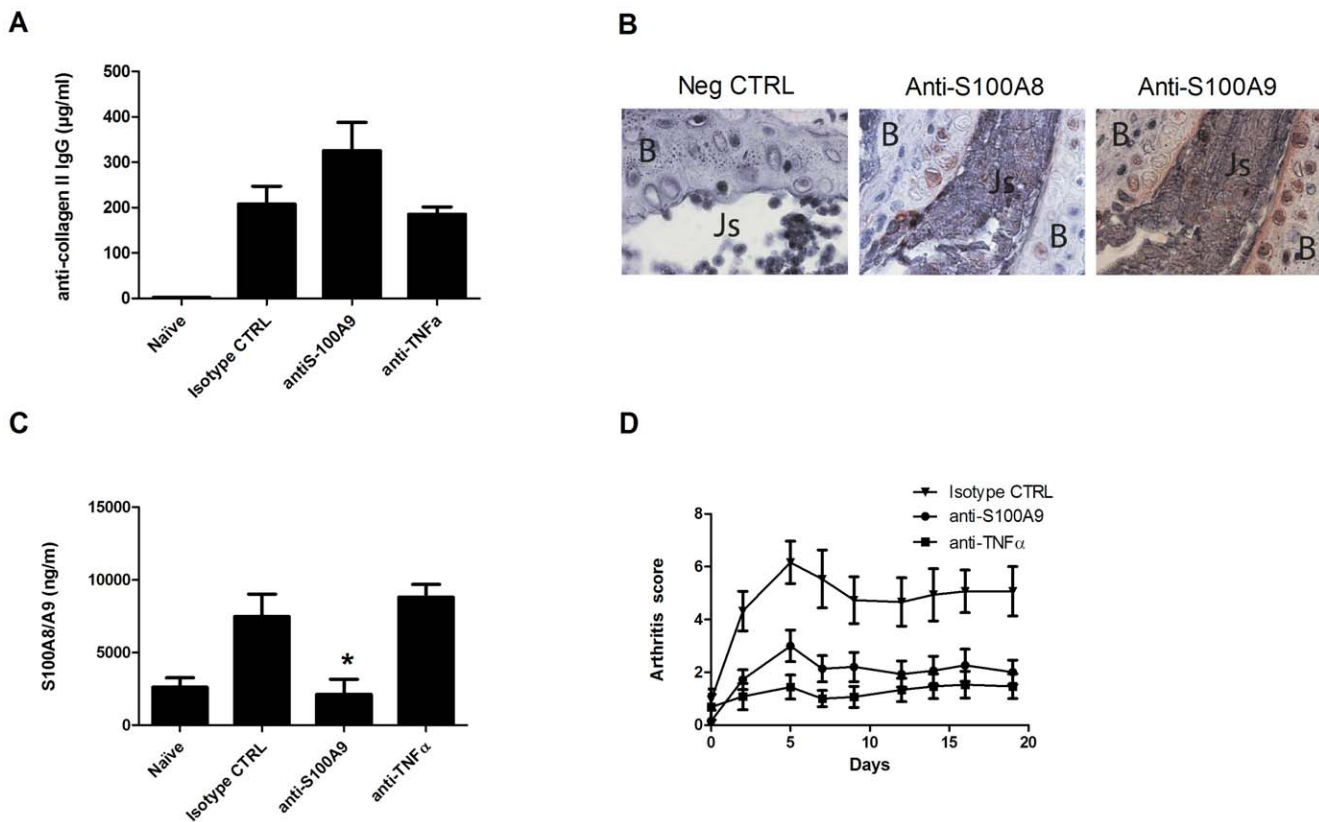 A
anti-collagen II IgG (µg/ml)
500
400
300
200
100
0
Naïve
Isotype CTRL
antiS-100A9
anti-TNFa
B
Neg CTRL
Anti-S100A8
Anti-S100A9
B
Js
B
Js
B
B
Js
B
C
S100A8/A9 (ng/m)
15000
10000
5000
0
*
Naïve
Isotype CTRL
anti-S100A9
anti-TNFα
D
Isotype CTRL
anti-S100A9
anti-TNFα
Arthritis score
8
6
4
2
0
0
5
10
15
20
Days